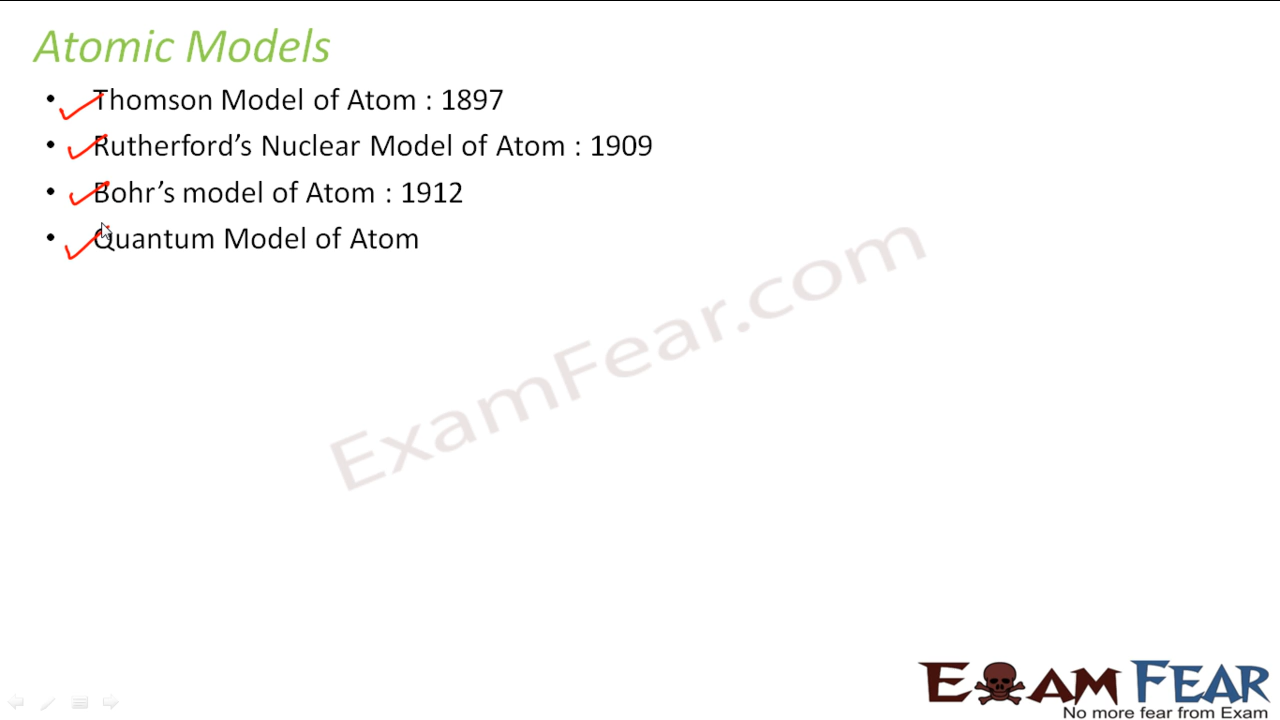 Atomic Models
• Thomson Model of Atom : 1897
• Rutherford’s Nuclear Model of Atom : 1909
• Bohr’s model of Atom : 1912
• Quantum Model of Atom
ExamFear.com
EXAM FEAR
No more fear from Exam